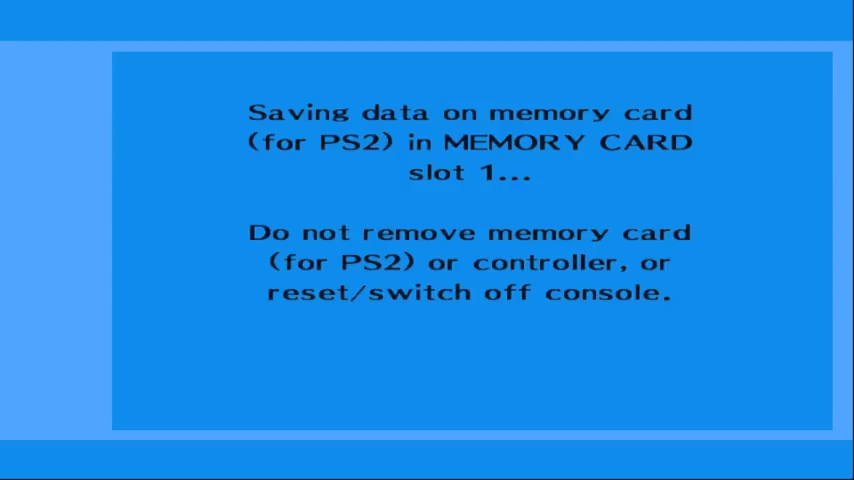 Saving data on memory card
(for PS2) in MEMORY CARD
slot 1...
Do not remove memory card
(for PS2) or controller, or
reset/switch off console.